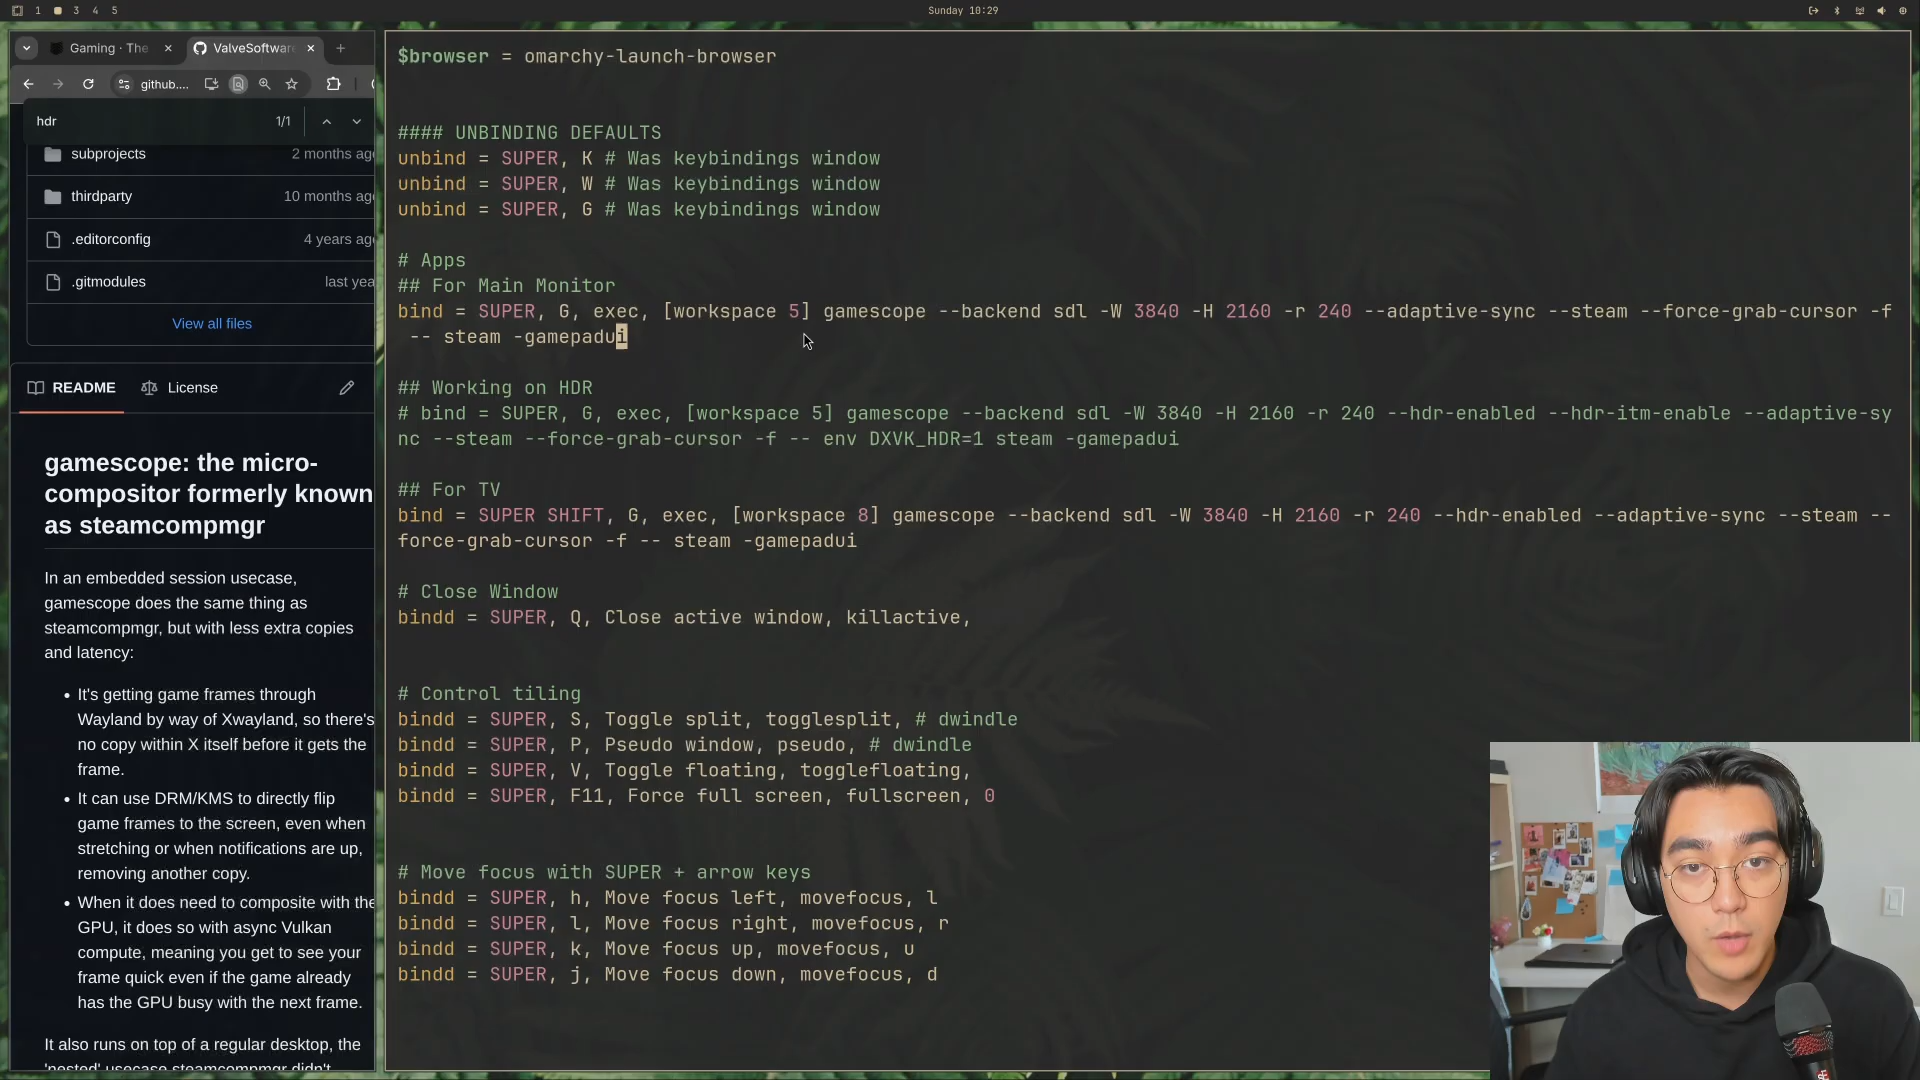 1 3 4 5
Sunday 10:29
Gaming · The
ValveSoftware
github....
hdr
1/1
subprojects 2 months ago
thirdparty 10 months ago
.editorconfig 4 years ago
.gitmodules last yea
View all files
README
License
gamescope: the micro-
compositor formerly known
as steamcompmgr
In an embedded session usecase,
gamescope does the same thing as
steamcompmgr, but with less extra copies
and latency:
• It's getting game frames through
Wayland by way of Xwayland, so there's
no copy within X itself before it gets the
frame.
• It can use DRM/KMS to directly flip
game frames to the screen, even when
stretching or when notifications are up,
removing another copy.
• When it does need to composite with the
GPU, it does so with async Vulkan
compute, meaning you get to see your
frame quick even if the game already
has the GPU busy with the next frame.
It also runs on top of a regular desktop, the
'nested' usecase steamcompmgr didn't
$browser = omarchy-launch-browser
#### UNBINDING DEFAULTS
unbind = SUPER, K # Was keybindings window
unbind = SUPER, W # Was keybindings window
unbind = SUPER, G # Was keybindings window
# Apps
## For Main Monitor
bind = SUPER, G, exec, [workspace 5] gamescope --backend sdl -W 3840 -H 2160 -r 240 --adaptive-sync --steam --force-grab-cursor -f
-- steam -gamepadui
## Working on HDR
# bind = SUPER, G, exec, [workspace 5] gamescope --backend sdl -W 3840 -H 2160 -r 240 --hdr-enabled --hdr-itm-enable --adaptive-sy
nc --steam --force-grab-cursor -f -- env DXVK_HDR=1 steam -gamepadui
## For TV
bind = SUPER SHIFT, G, exec, [workspace 8] gamescope --backend sdl -W 3840 -H 2160 -r 240 --hdr-enabled --adaptive-sync --steam --
force-grab-cursor -f -- steam -gamepadui
# Close Window
bindd = SUPER, Q, Close active window, killactive,
# Control tiling
bindd = SUPER, S, Toggle split, togglesplit, # dwindle
bindd = SUPER, P, Pseudo window, pseudo, # dwindle
bindd = SUPER, V, Toggle floating, togglefloating,
bindd = SUPER, F11, Force full screen, fullscreen, 0
# Move focus with SUPER + arrow keys
bindd = SUPER, h, Move focus left, movefocus, l
bindd = SUPER, l, Move focus right, movefocus, r
bindd = SUPER, k, Move focus up, movefocus, u
bindd = SUPER, j, Move focus down, movefocus, d